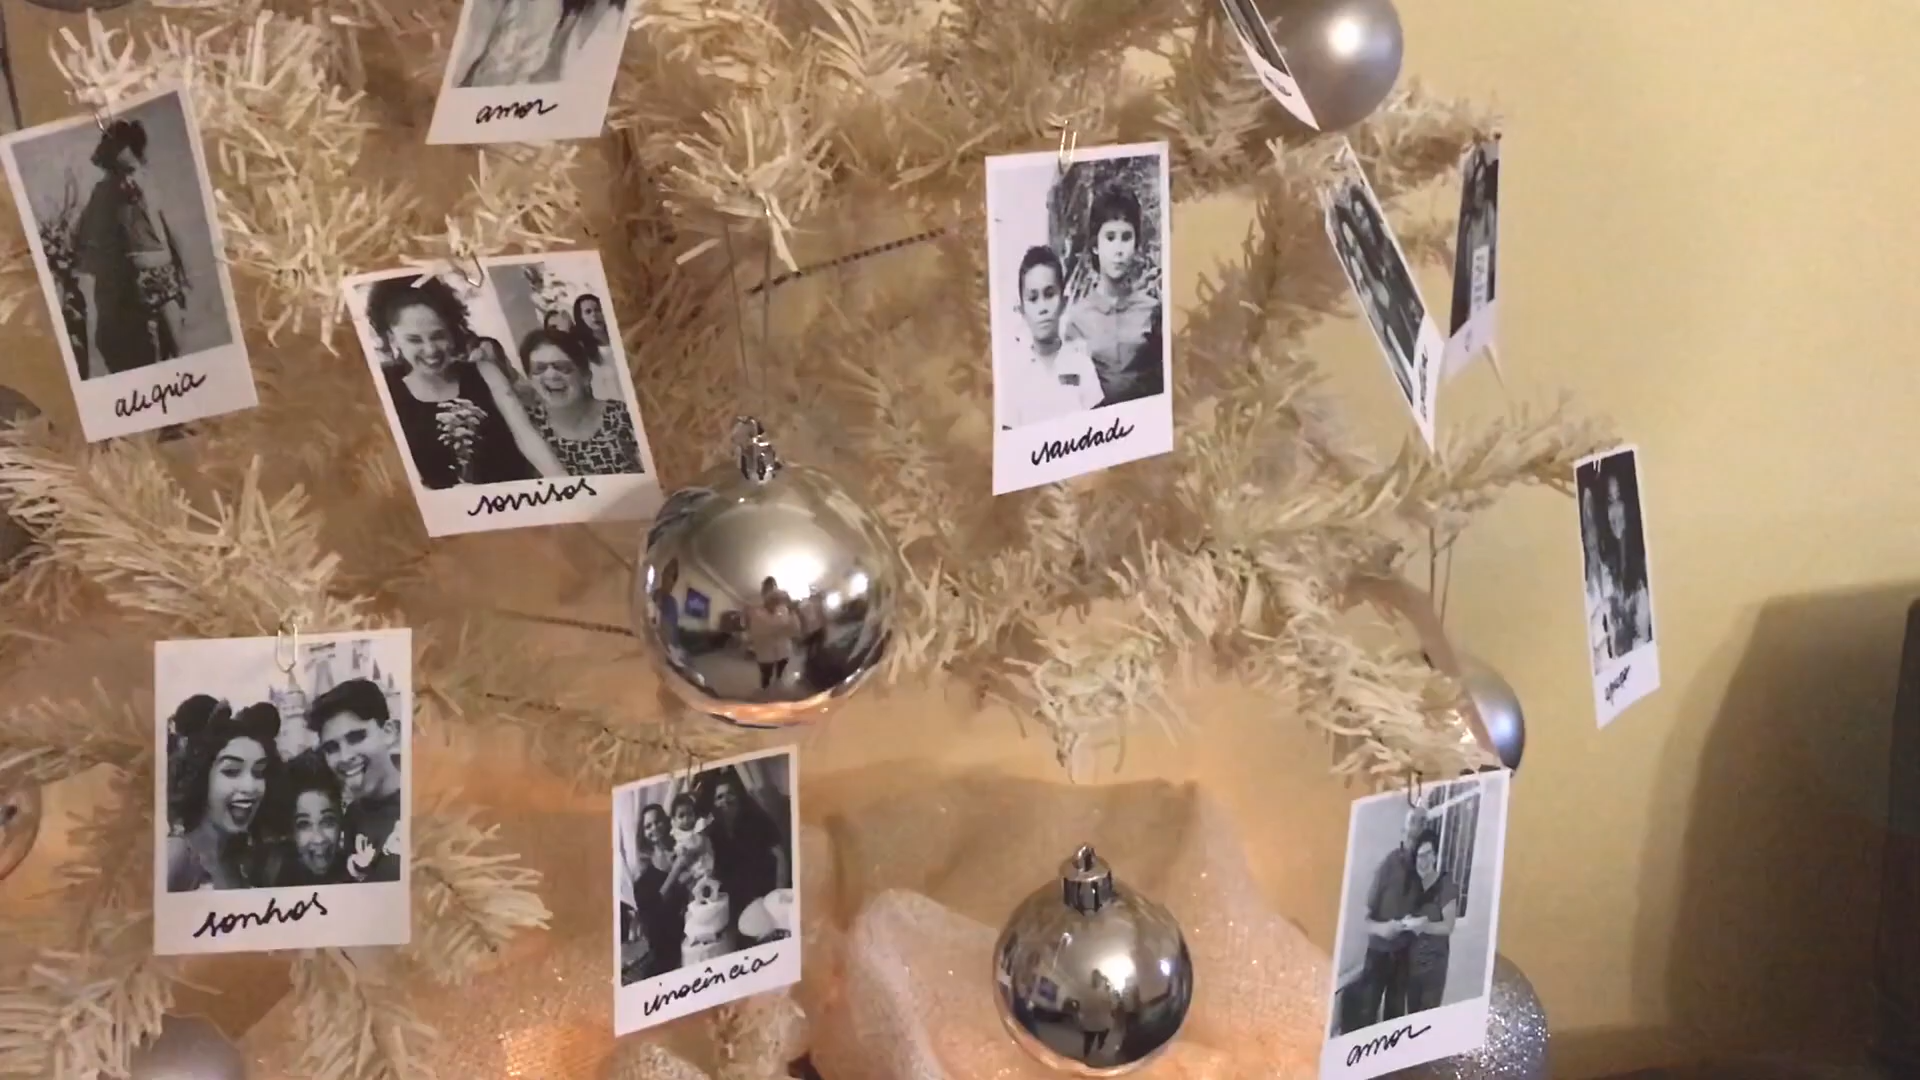 amor
alegria
sorrisos
saudade
sonhos
inocência
amor